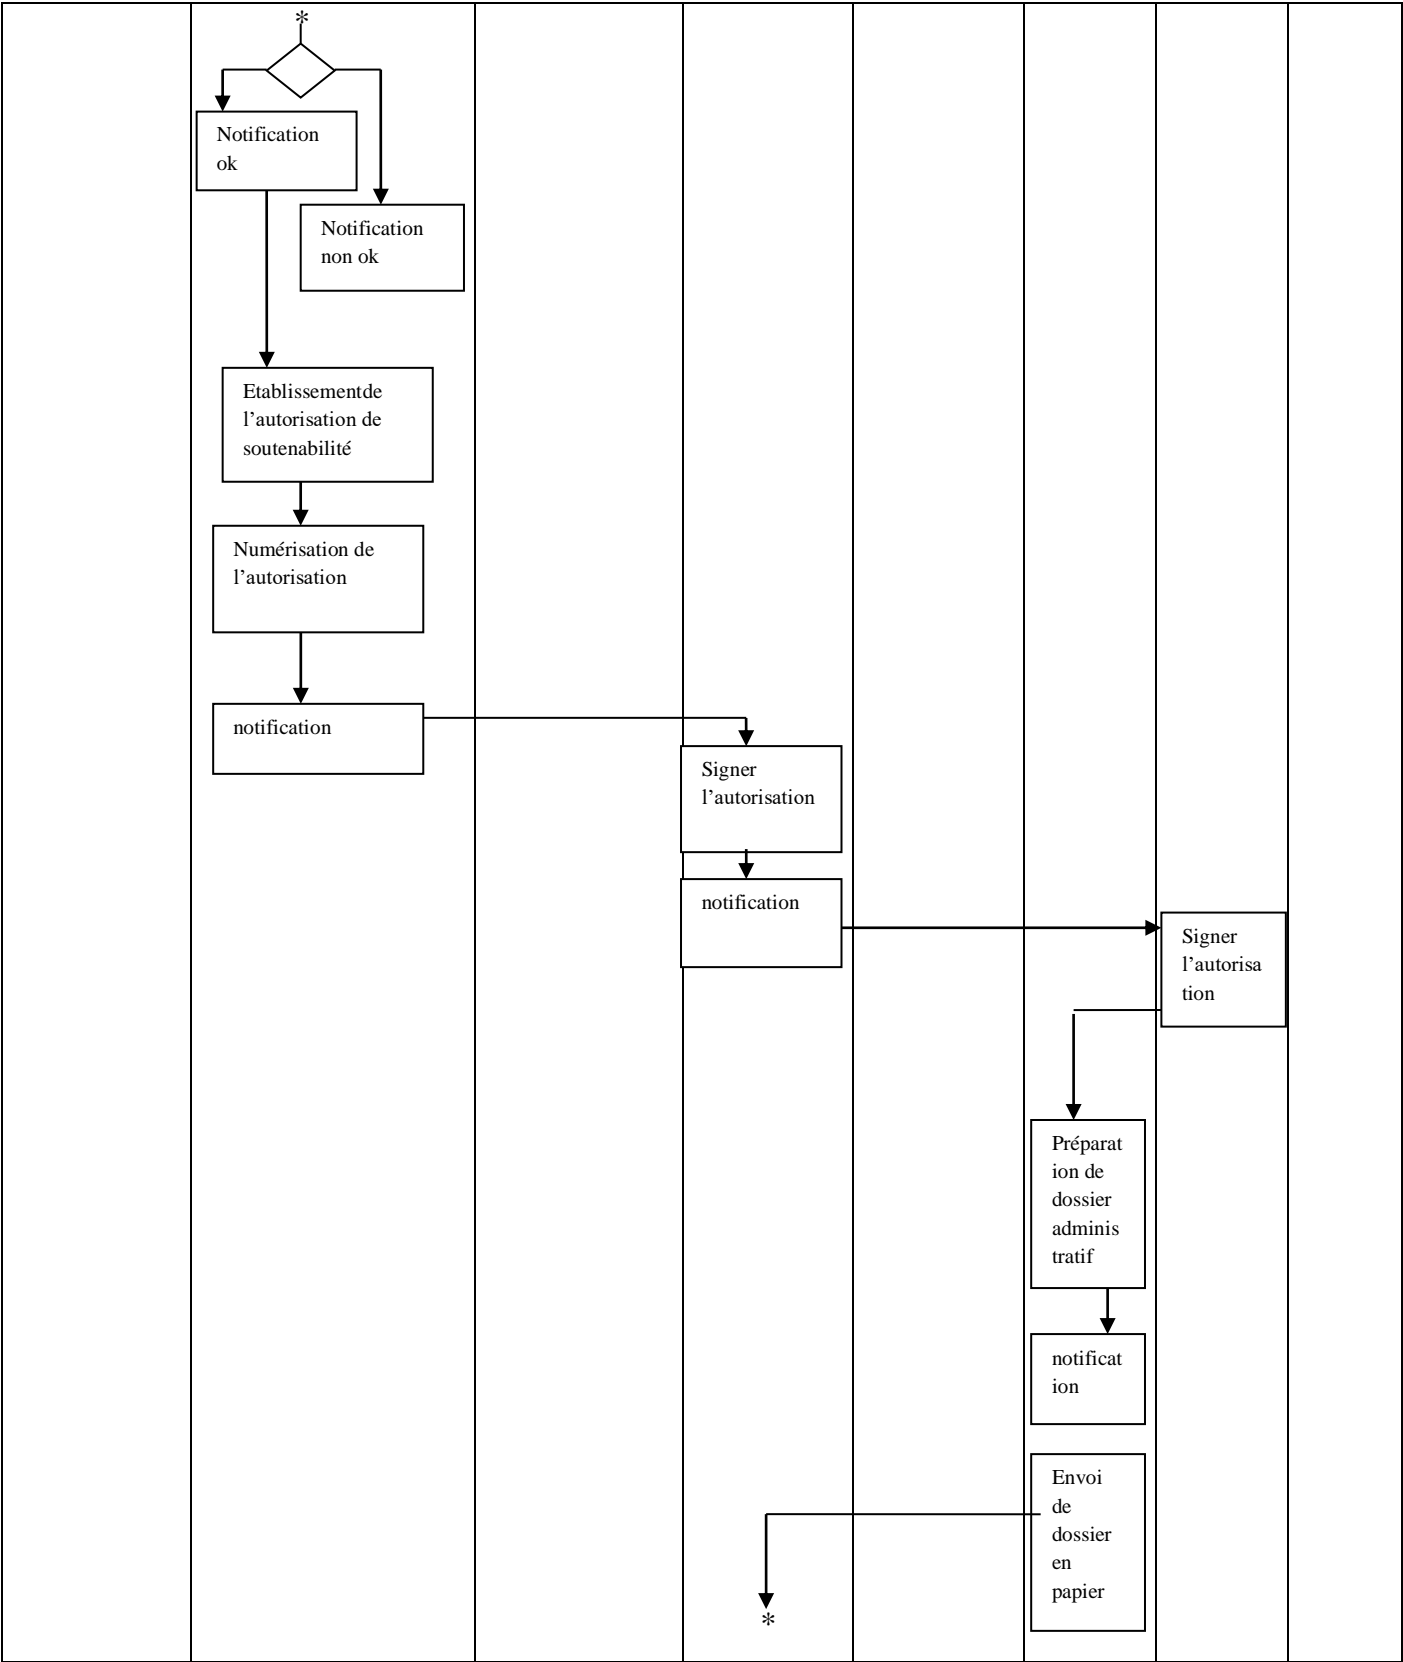 *
Notification
ok
Notification
non ok
Etablissementde
l’autorisation de
soutenabilité
Numérisation de
l’autorisation
notification
Signer
l’autorisation
notification
Signer
l’autorisa
tion
Préparat
ion de
dossier
adminis
tratif
notificat
ion
Envoi
de
dossier
en
papier
*